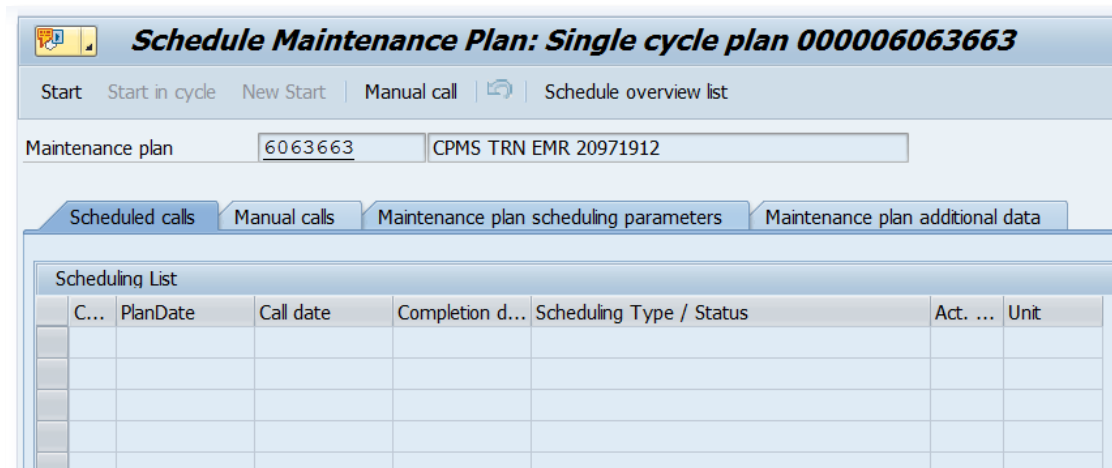 Schedule Maintenance Plan: Single cycle plan 000006063663
Start Start in cycle New Start Manual call Schedule overview list
Maintenance plan 6063663 CPMS TRN EMR 20971912
Scheduled calls Manual calls Maintenance plan scheduling parameters Maintenance plan additional data
Scheduling List
C... PlanDate Call date Completion d... Scheduling Type / Status Act. ... Unit